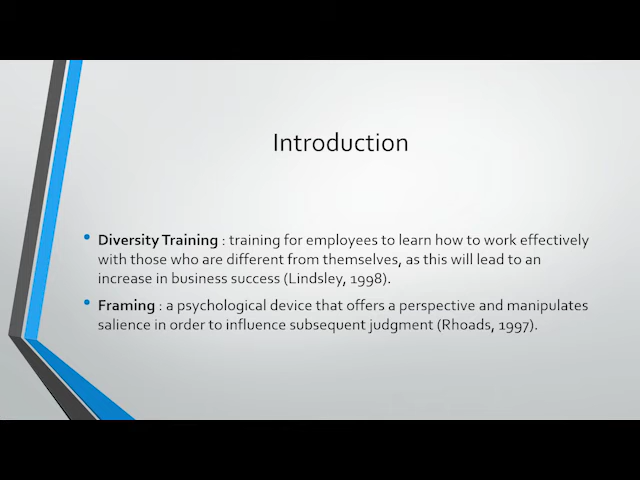 Introduction
• Diversity Training : training for employees to learn how to work effectively
with those who are different from themselves, as this will lead to an
increase in business success (Lindsley, 1998).
• Framing : a psychological device that offers a perspective and manipulates
salience in order to influence subsequent judgment (Rhoads, 1997).